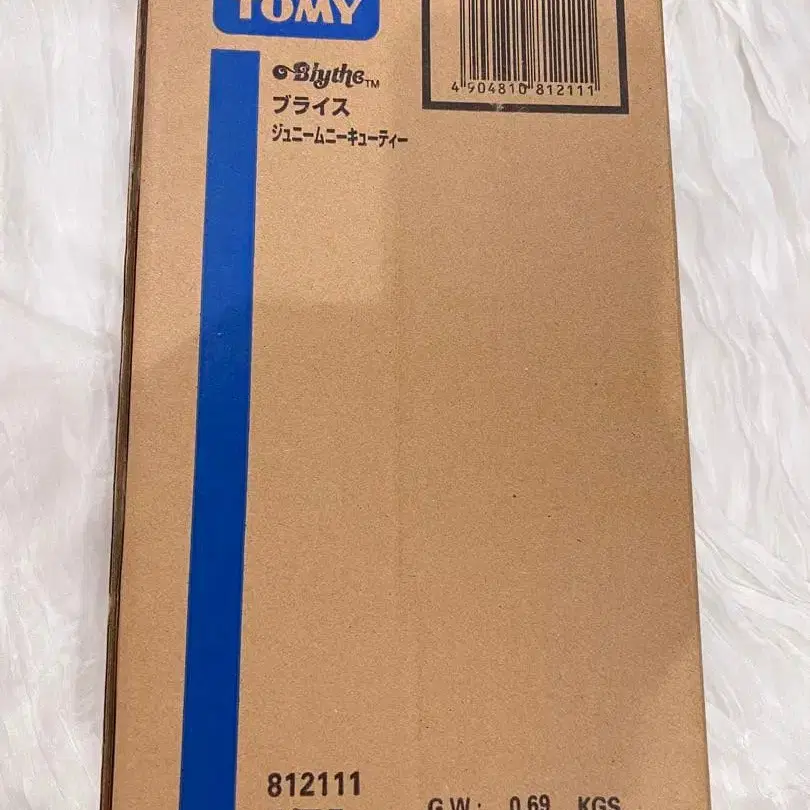 TOMY
4 904810 812111
Blythe™
ブライス
ジュニームニーキューティー
812111
G.W: 0.69 KGS